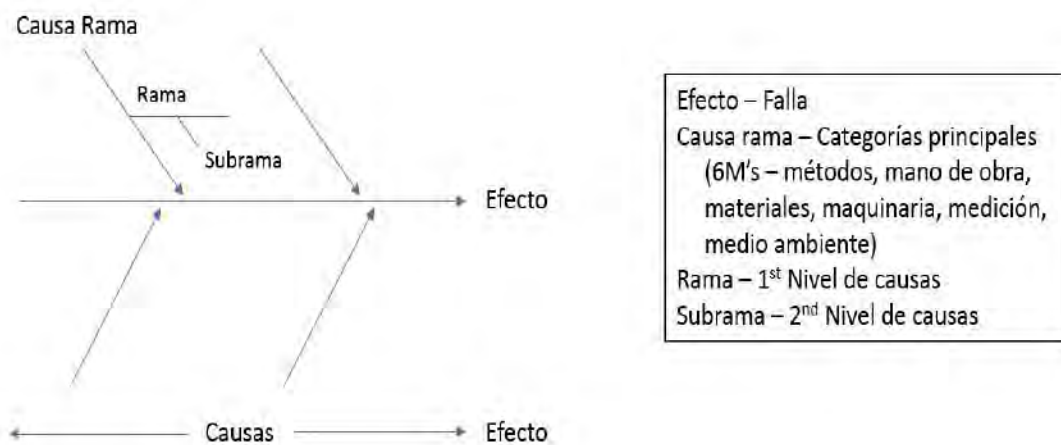 Causa Rama
Rama
Subrama
Efecto
Causas
Efecto
Efecto – Falla
Causa rama – Categorías principales
(6M's – métodos, mano de obra,
materiales, maquinaria, medición,
medio ambiente)
Rama – 1st Nivel de causas
Subrama – 2nd Nivel de causas